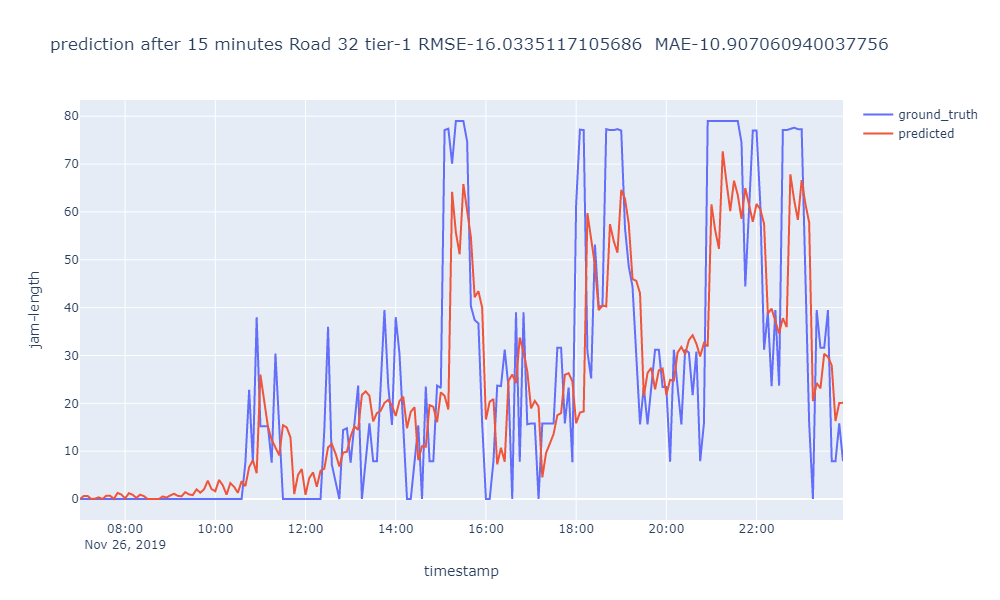 prediction after 15 minutes Road 32 tier-1 RMSE-16.0335117105686  MAE-10.907060940037756
ground_truth
predicted
80
70
60
50
40
30
20
10
0
jam-length
08:00 10:00 12:00 14:00 16:00 18:00 20:00 22:00
Nov 26, 2019
timestamp